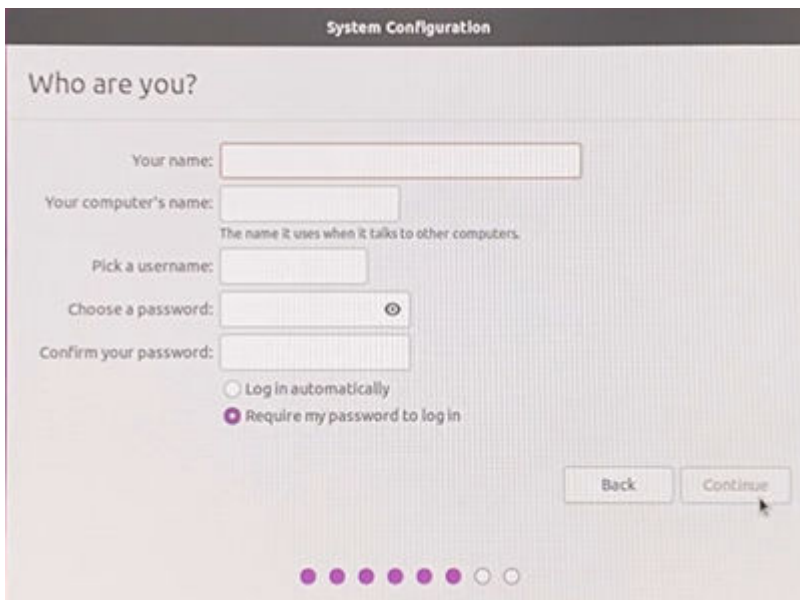 System Configuration
Who are you?
Your name:
Your computer's name:
The name it uses when it talks to other computers.
Pick a username:
Choose a password:
Confirm your password:
Log in automatically
Require my password to log in
Back Continue